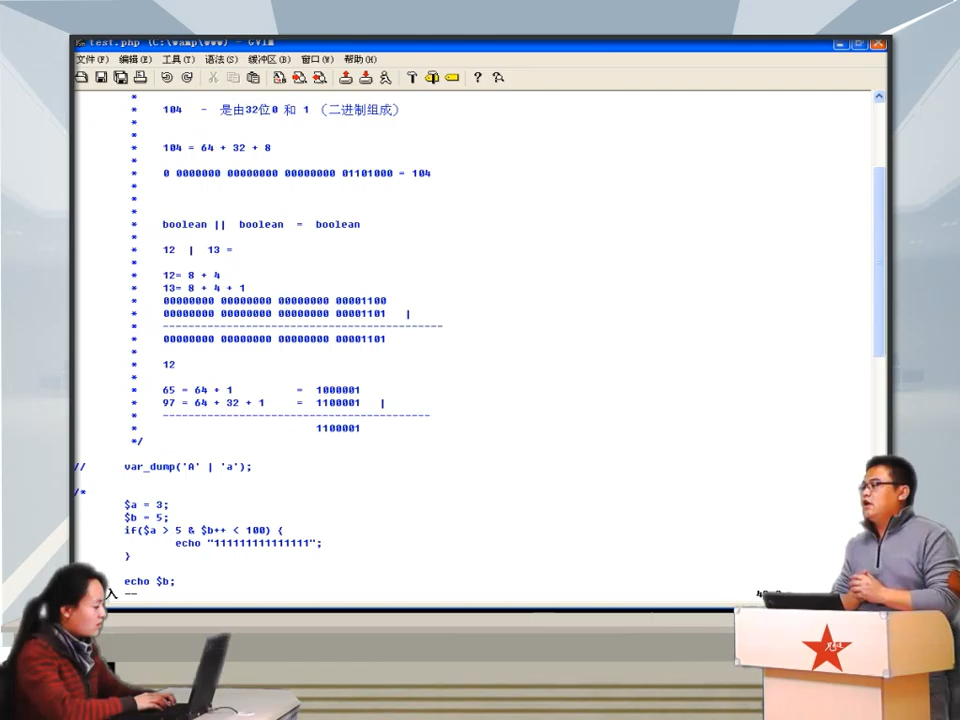 test.php (C:\wamp\www) - GVIM
文件(F) 编辑(E) 工具(T) 语法(S) 缓冲区(B) 窗口(W) 帮助(H)
*
* 104 - 是由32位0 和 1 (二进制组成)
*
*
* 104 = 64 + 32 + 8
*
* 0 0000000 00000000 00000000 01101000 = 104
*
*
*
* boolean || boolean = boolean
*
* 12 | 13 =
*
* 12= 8 + 4
* 13= 8 + 4 + 1
* 00000000 00000000 00000000 00001100
* 00000000 00000000 00000000 00001101 |
* --------------------------------------------
* 00000000 00000000 00000000 00001101
*
* 12
*
* 65 = 64 + 1 = 1000001
* 97 = 64 + 32 + 1 = 1100001 |
* ------------------------------------------
* 1100001
*/
// var_dump('A' | 'a');
/*
$a = 3;
$b = 5;
if($a > 5 & $b++ < 100) {
echo "111111111111111";
}
echo $b;
入 --